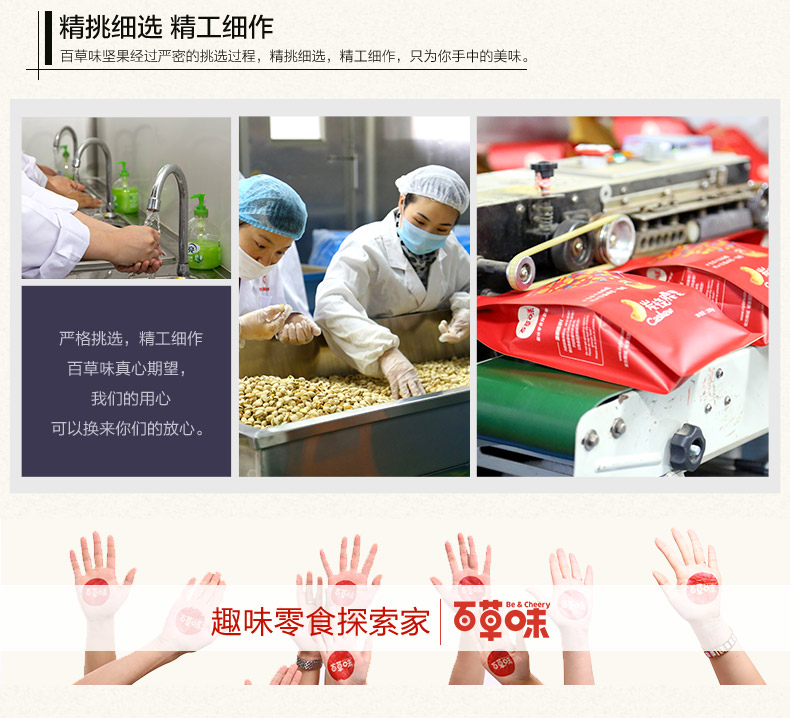 精挑细选 精工细作
百草味坚果经过严密的挑选过程，精挑细选，精工细作，只为你手中的美味。
严格挑选，精工细作
百草味真心期望，
我们的用心
可以换来你们的放心。
百草味
Cashew
趣味零食探索家
Be & Cheery
百草味